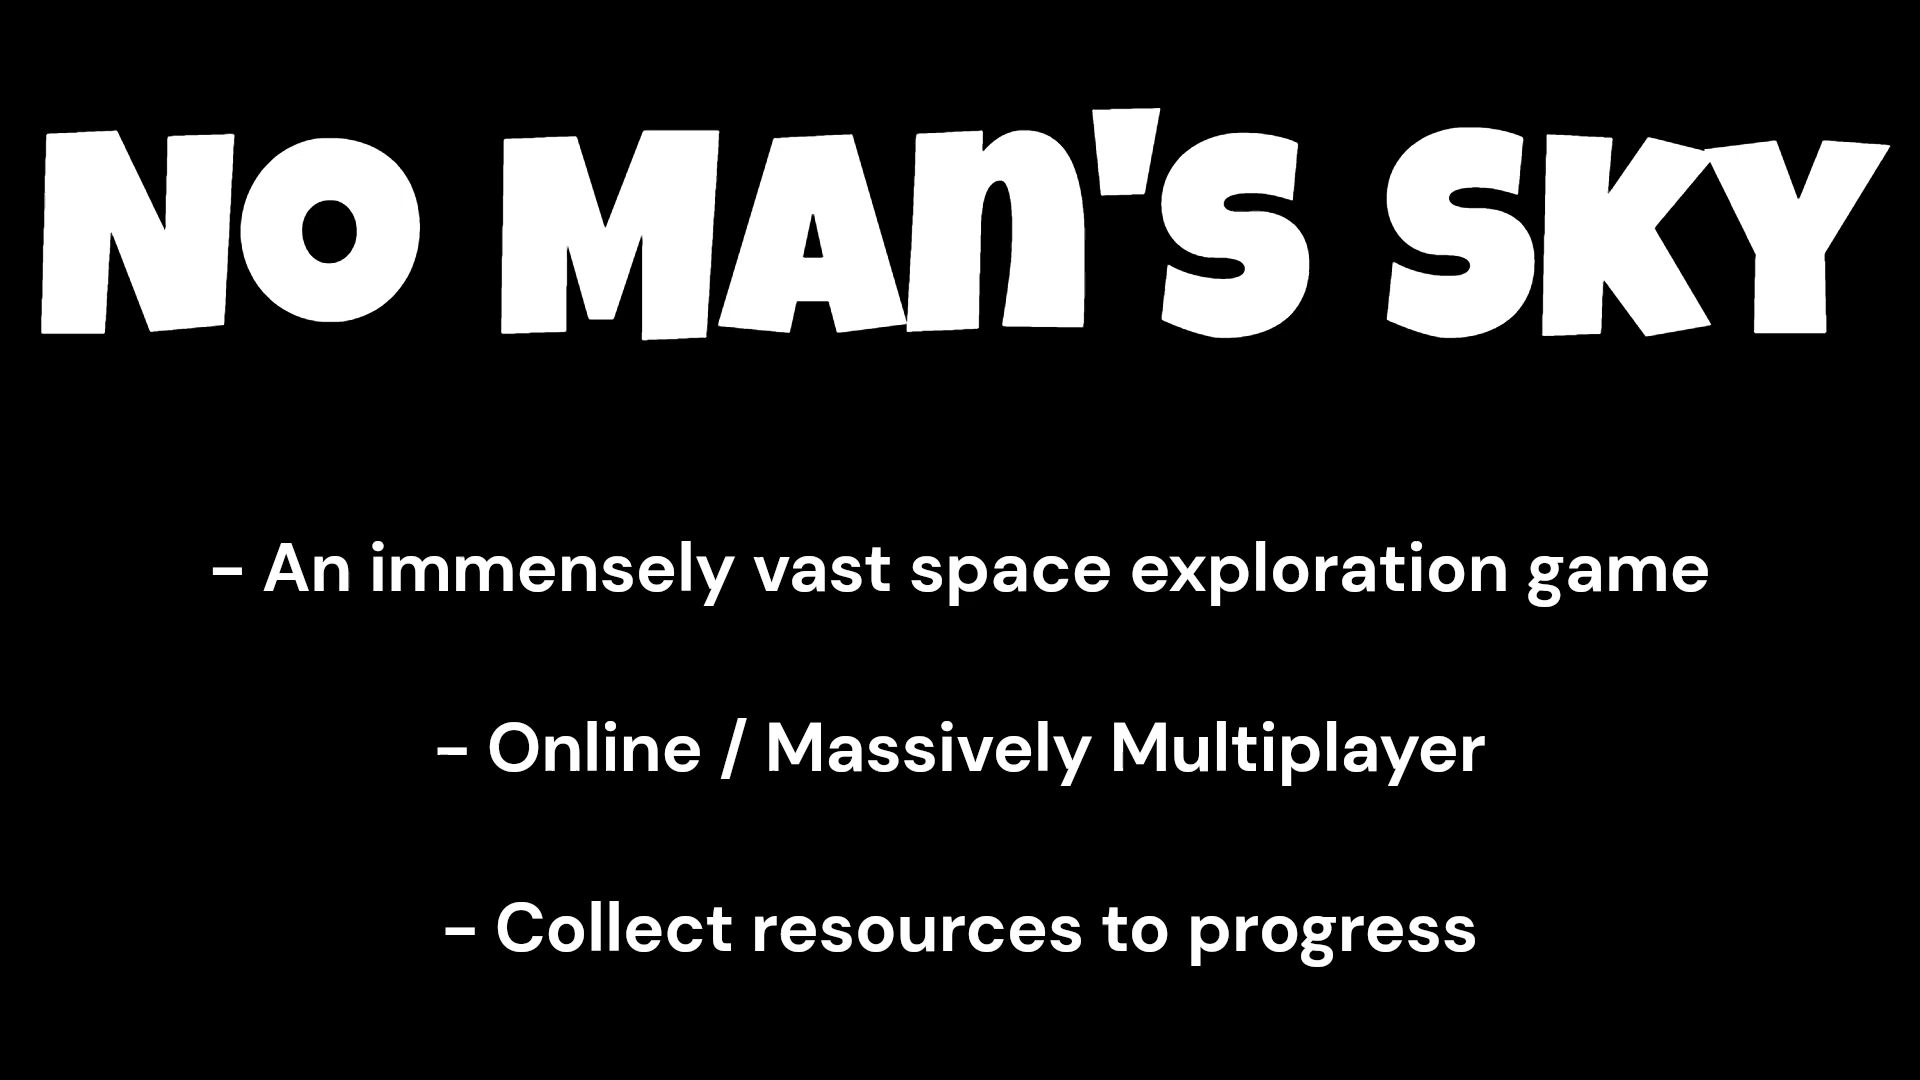 NO MAn'S SKY
- An immensely vast space exploration game
- Online / Massively Multiplayer
- Collect resources to progress